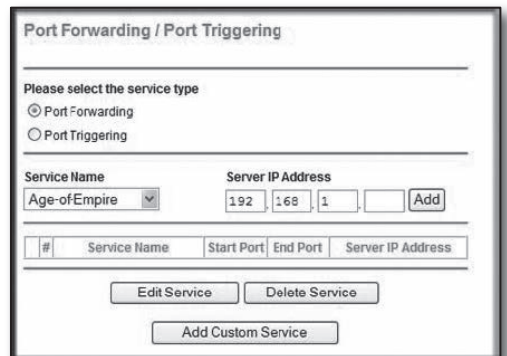 Port Forwarding / Port Triggering
Please select the service type
Port Forwarding
Port Triggering
Service Name Server IP Address
Age-of-Empire 192 . 168 . 1 . Add
# Service Name Start Port End Port Server IP Address
Edit Service Delete Service
Add Custom Service